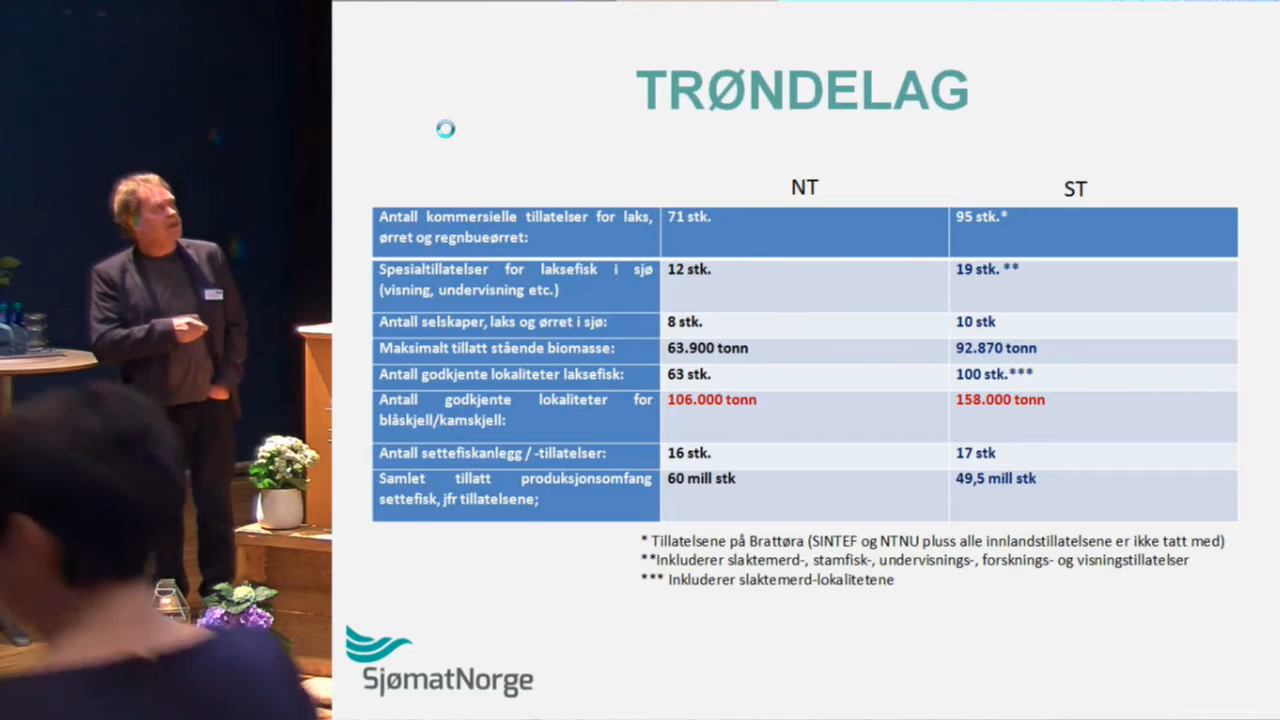 TRØNDELAG
NT
ST
Antall kommersielle tillatelser for laks,
ørret og regnbueørret:
71 stk.
95 stk.*
Spesialtillatelser for laksefisk i sjø
(visning, undervisning etc.)
12 stk.
19 stk. **
Antall selskaper, laks og ørret i sjø:
8 stk.
10 stk
Maksimalt tillatt stående biomasse:
63.900 tonn
92.870 tonn
Antall godkjente lokaliteter laksefisk:
63 stk.
100 stk.***
Antall godkjente lokaliteter for
blåskjell/kamskjell:
106.000 tonn
158.000 tonn
Antall settefiskanlegg / -tillatelser:
16 stk.
17 stk
Samlet tillatt produksjonsomfang
settefisk, jfr tillatelsene;
60 mill stk
49,5 mill stk
* Tillatelsene på Brattøra (SINTEF og NTNU pluss alle innlandstillatelsene er ikke tatt med)
**Inkluderer slaktemerd-, stamfisk-, undervisnings-, forsknings- og visningstillatelser
*** Inkluderer slaktemerd-lokalitetene
SjømatNorge